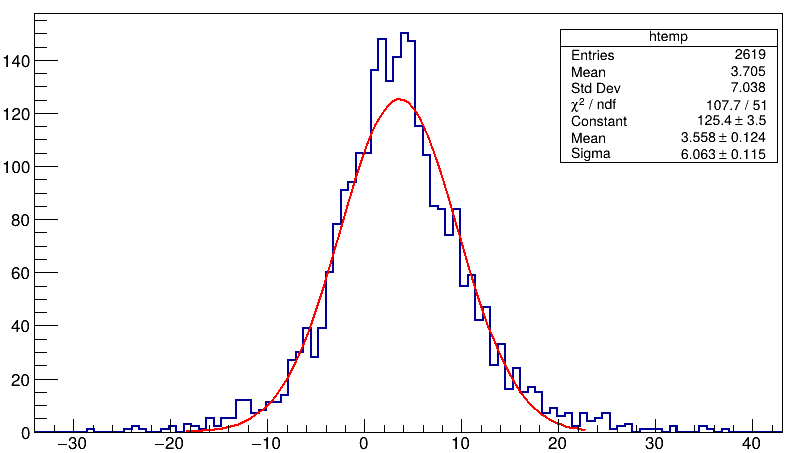 htemp
Entries 2619
Mean 3.705
Std Dev 7.038
χ² / ndf 107.7 / 51
Constant 125.4 ± 3.5
Mean 3.558 ± 0.124
Sigma 6.063 ± 0.115
140
120
100
80
60
40
20
0
−30 −20 −10 0 10 20 30 40